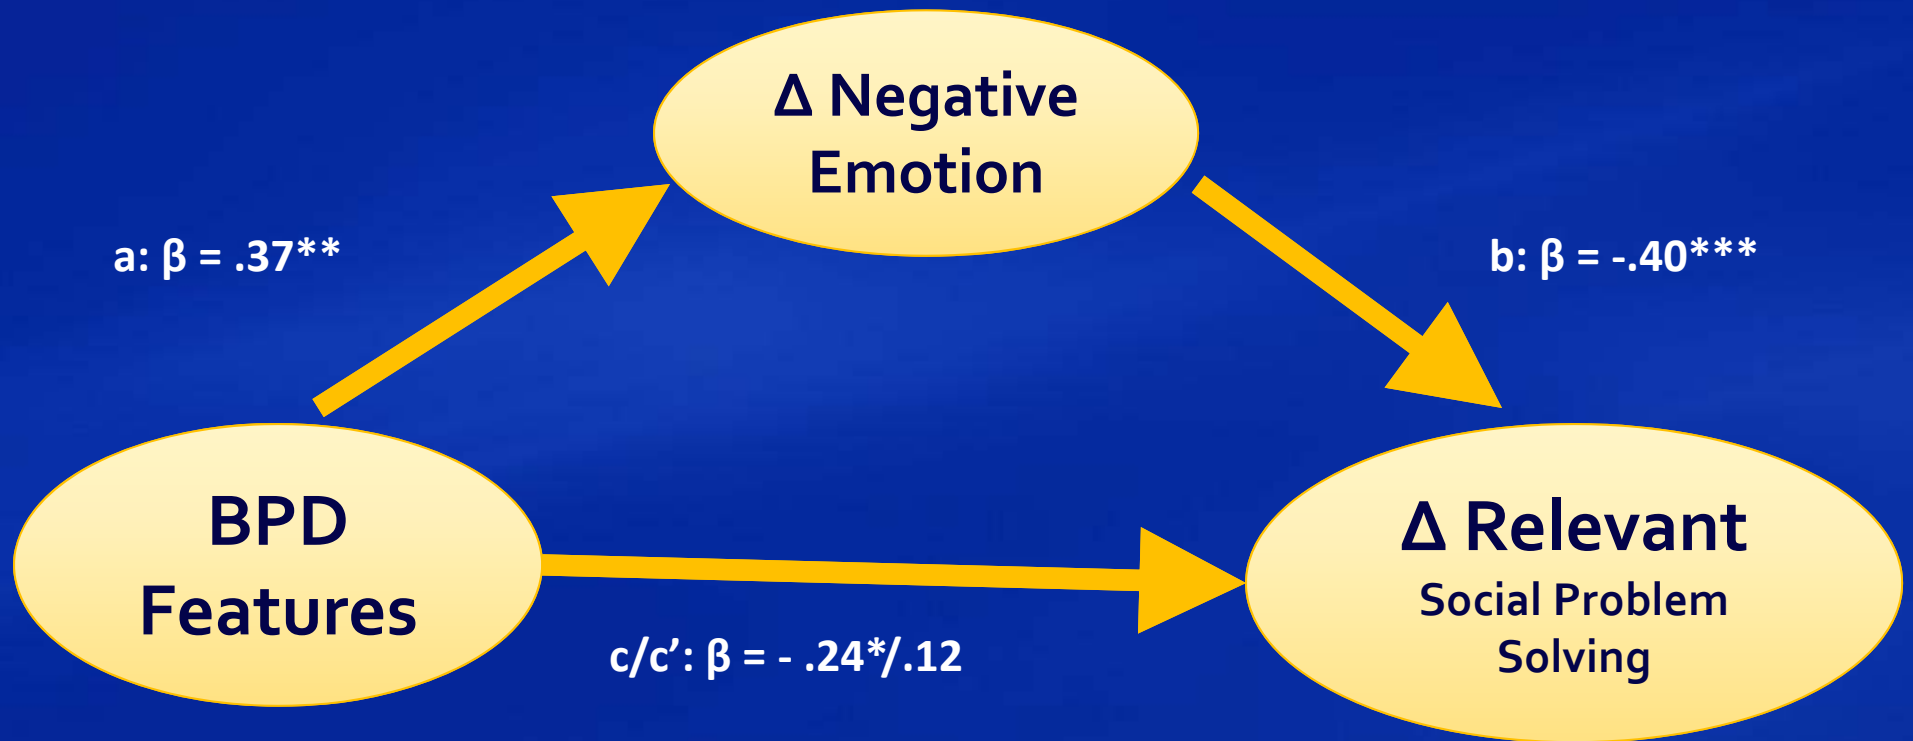 Δ Negative
Emotion
a: β = .37**
b: β = -.40***
BPD
Features
Δ Relevant
Social Problem
Solving
c/c’: β = - .24*/.12